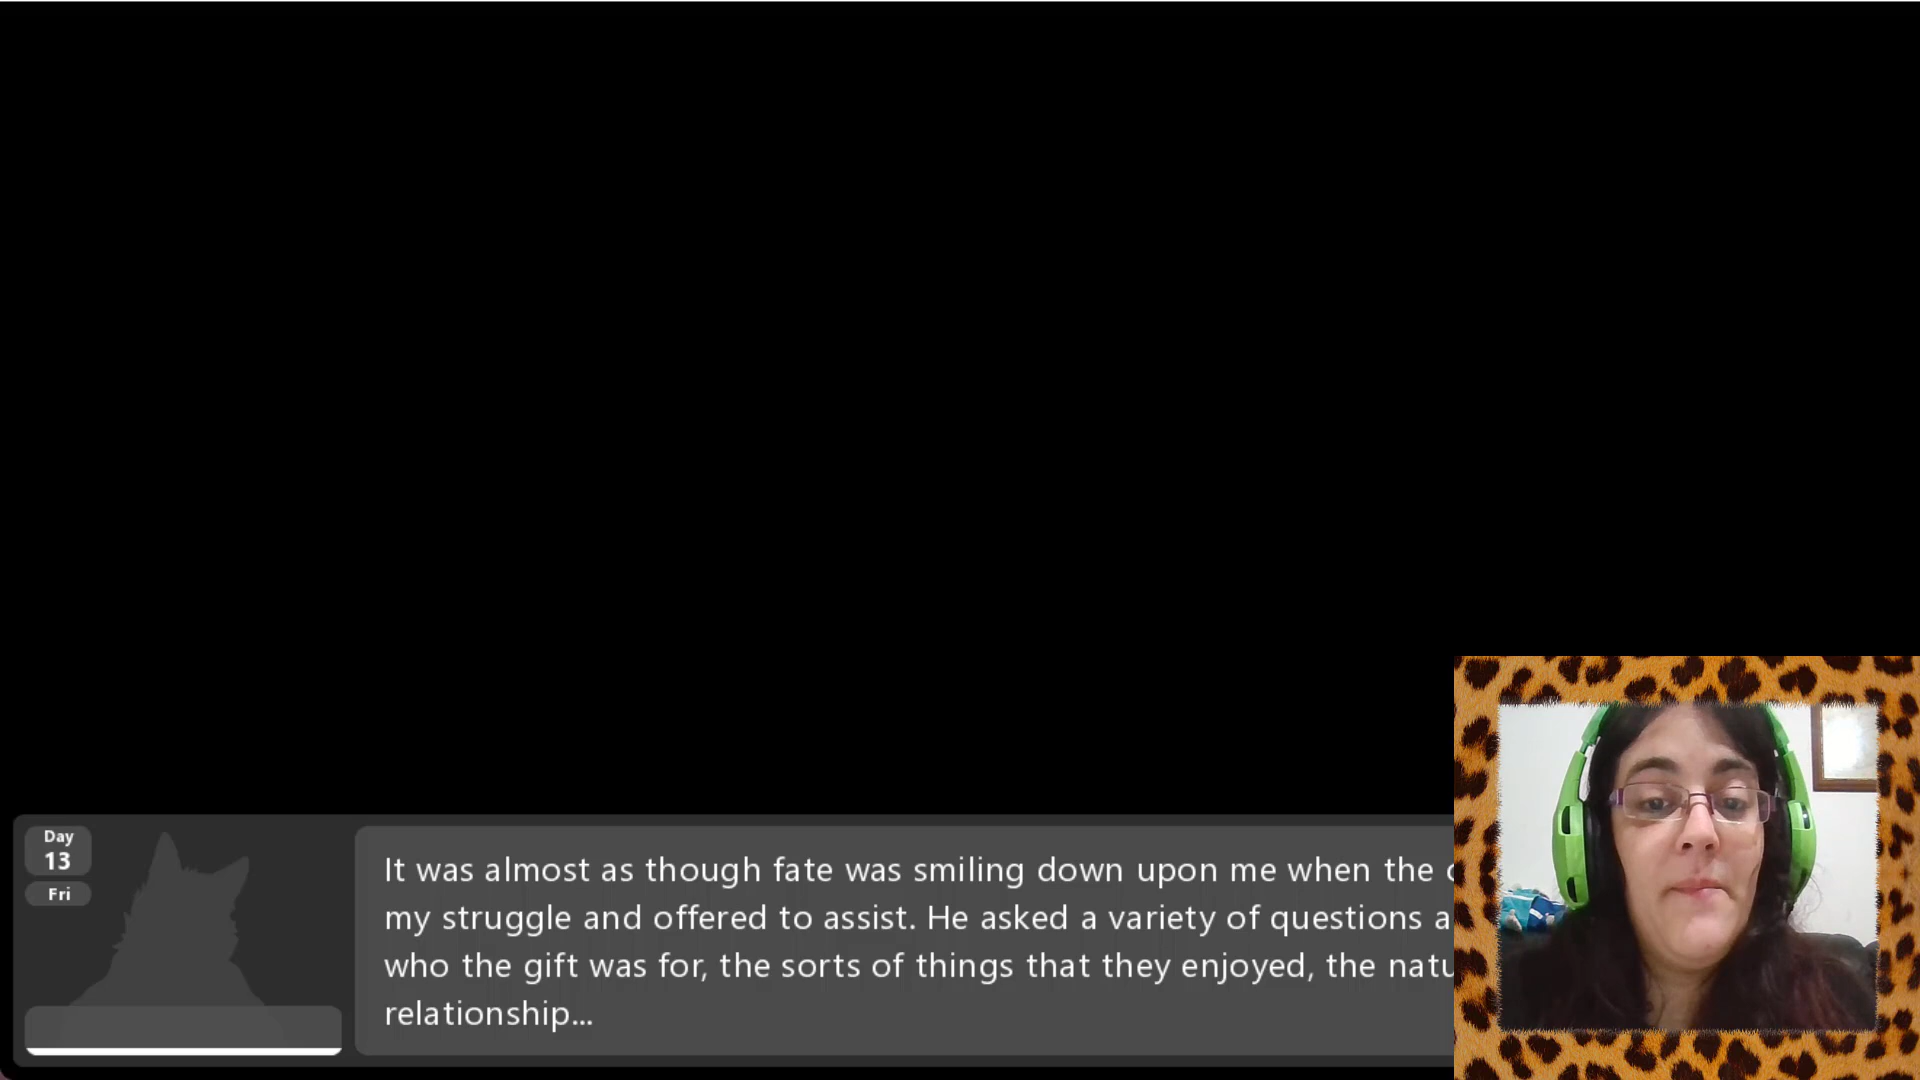 Day
13
Fri
It was almost as though fate was smiling down upon me when the
my struggle and offered to assist. He asked a variety of questions
who the gift was for, the sorts of things that they enjoyed, the
relationship...